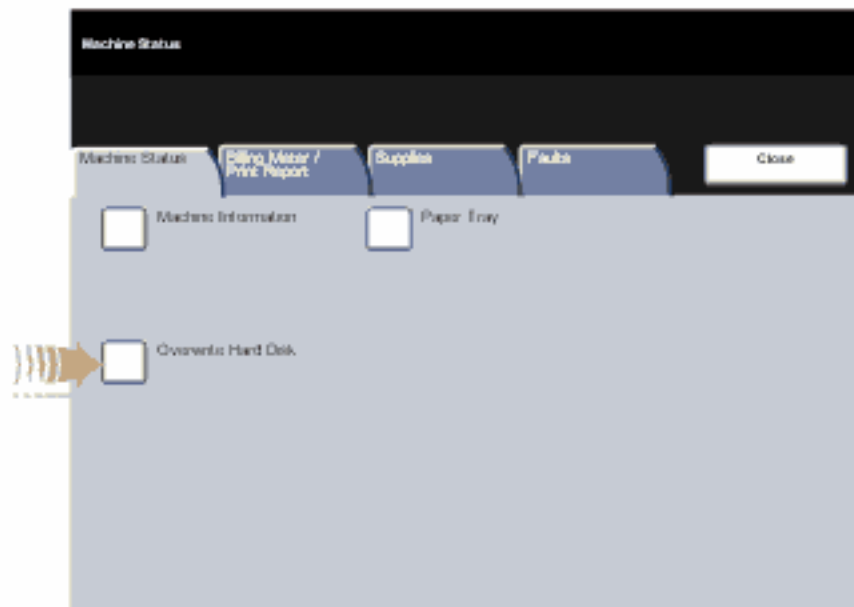 Machine Status
Machine Status
Billing Meter /
Print Report
Supplies
Faults
Close
Machine Information
Paper Tray
Overwrite Hard Disk